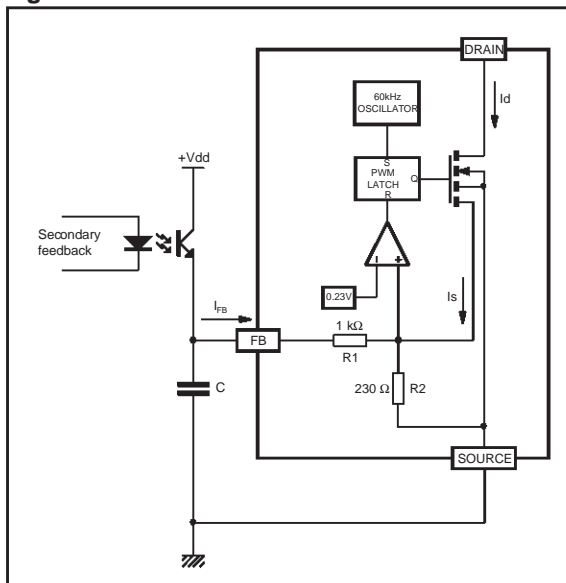 DRAIN
60kHz
OSCILLATOR
Id
+Vdd
S
PWM
LATCH
Q
R
Secondary
feedback
0.23V
Is
I_FB
1 kΩ
FB
R1
C
230 Ω
R2
SOURCE